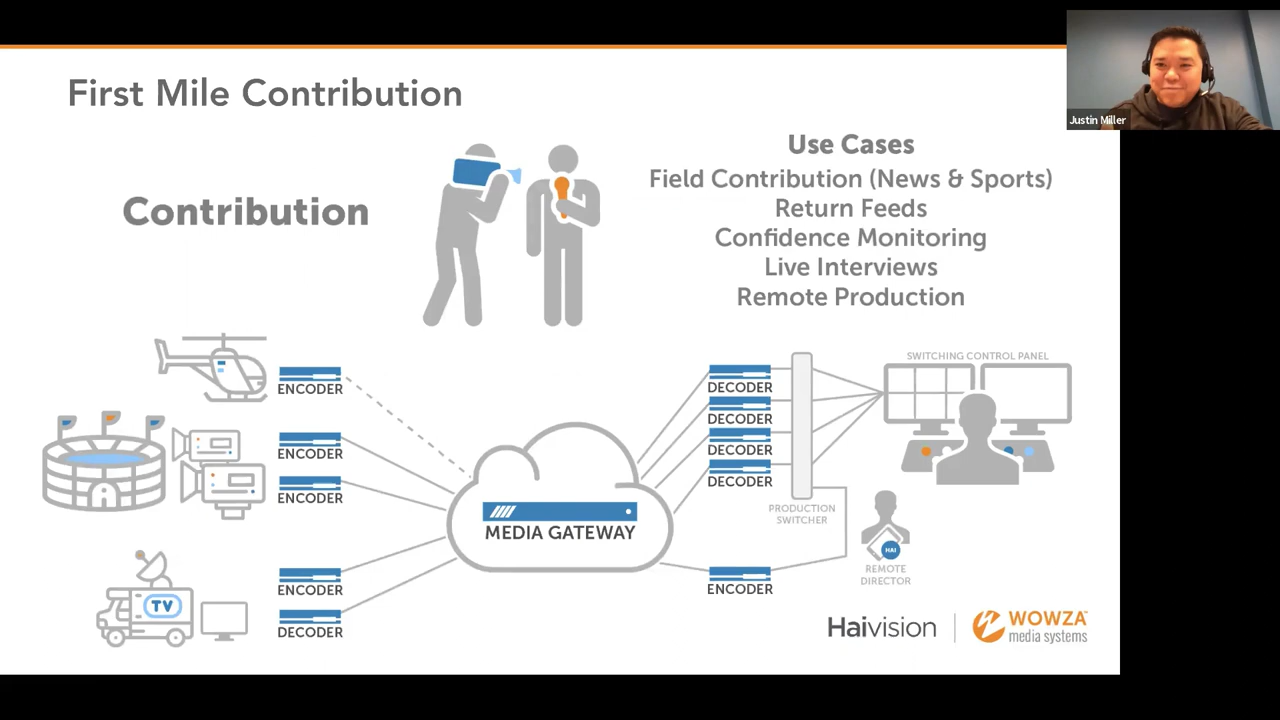 First Mile Contribution
Justin Miller
Contribution
Use Cases
Field Contribution (News & Sports)
Return Feeds
Confidence Monitoring
Live Interviews
Remote Production
ENCODER
ENCODER
ENCODER
TV
ENCODER
DECODER
MEDIA GATEWAY
DECODER
DECODER
DECODER
DECODER
ENCODER
PRODUCTION
SWITCHER
SWITCHING CONTROL PANEL
HAI
REMOTE
DIRECTOR
Haivision
WOWZA™
media systems